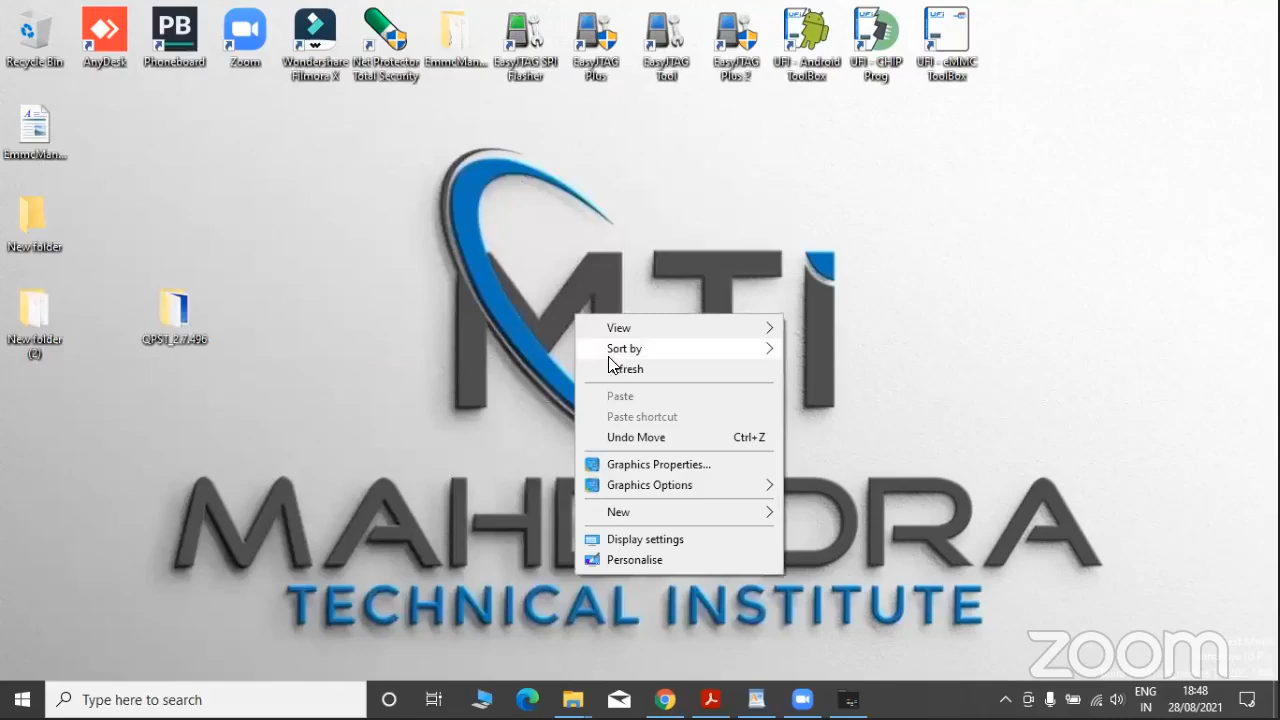 Recycle Bin
AnyDesk
Phoneboard
Zoom
Wondershare
Filmora X
Net Protector
Total Security
EmmcMan...
EasyJTAG SPI
Flasher
EasyJTAG
Plus
EasyJTAG
Tool
EasyJTAG
Plus 2
UFI - Android
ToolBox
UFI - CHIP
Prog
UFI - eMMC
ToolBox
PB
EmmcMan...
New folder
New folder
(2)
QPST_2.7.496
MTI
TECHNICAL INSTITUTE
View
Sort by
Paste
Paste shortcut
Undo Move Ctrl+Z
Graphics Properties...
Graphics Options
New
Display settings
Personalise
zoom
Type here to search
ENG
IN
18:48
28/08/2021